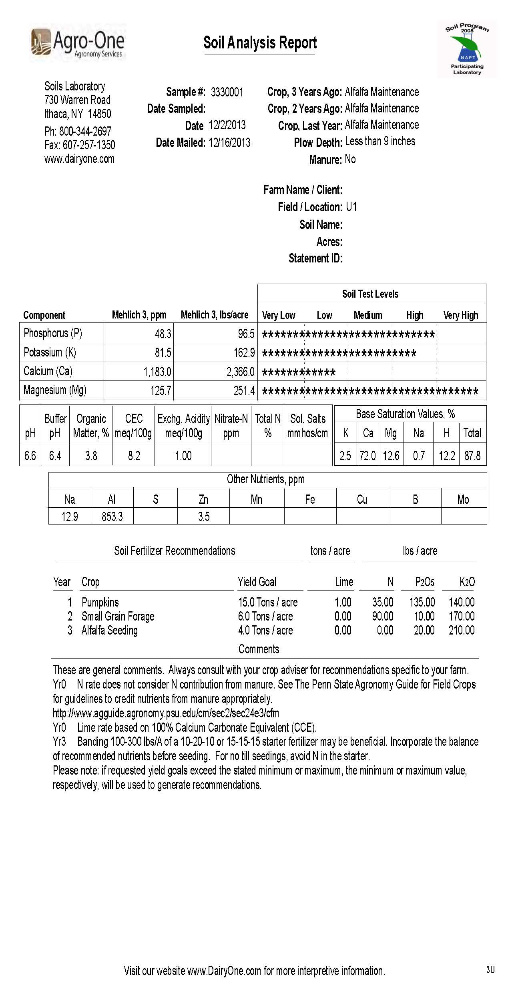 Agro-One
Agronomy Services
Soil Analysis Report
Soil Program
2008
NAPT
Participating
Laboratory
Soils Laboratory
730 Warren Road
Ithaca, NY 14850
Ph: 800-344-2697
Fax: 607-257-1350
www.dairyone.com
Sample #: 3330001
Date Sampled:
Date 12/2/2013
Date Mailed: 12/16/2013
Crop, 3 Years Ago: Alfalfa Maintenance
Crop, 2 Years Ago: Alfalfa Maintenance
Crop, Last Year: Alfalfa Maintenance
Plow Depth: Less than 9 inches
Manure: No
Farm Name / Client:
Field / Location: U1
Soil Name:
Acres:
Statement ID:
Soil Test Levels
Component Mehlich 3, ppm Mehlich 3, lbs/acre Very Low Low Medium High Very High
Phosphorus (P) 48.3 96.5 ****************************
Potassium (K) 81.5 162.9 *************************
Calcium (Ca) 1,183.0 2,366.0 ************
Magnesium (Mg) 125.7 251.4 ***********************************
Buffer Organic CEC Exchg. Acidity Nitrate-N Total N Sol. Salts Base Saturation Values, %
pH pH Matter, % meq/100g meq/100g ppm % mmhos/cm K Ca Mg Na H Total
6.6 6.4 3.8 8.2 1.00 2.5 72.0 12.6 0.7 12.2 87.8
Other Nutrients, ppm
Na Al S Zn Mn Fe Cu B Mo
12.9 853.3 3.5
Soil Fertilizer Recommendations tons / acre lbs / acre
Year Crop Yield Goal Lime N P2O5 K2O
1 Pumpkins 15.0 Tons / acre 1.00 35.00 135.00 140.00
2 Small Grain Forage 6.0 Tons / acre 0.00 90.00 10.00 170.00
3 Alfalfa Seeding 4.0 Tons / acre 0.00 0.00 20.00 210.00
Comments
These are general comments. Always consult with your crop adviser for recommendations specific to your farm.
Yr0 N rate does not consider N contribution from manure. See The Penn State Agronomy Guide for Field Crops
for guidelines to credit nutrients from manure appropriately.
http://www.agguide.agronomy.psu.edu/cm/sec2/sec24e3/cfm
Yr0 Lime rate based on 100% Calcium Carbonate Equivalent (CCE).
Yr3 Banding 100-300 lbs/A of a 10-20-10 or 15-15-15 starter fertilizer may be beneficial. Incorporate the balance
of recommended nutrients before seeding. For no till seedings, avoid N in the starter.
Please note: if requested yield goals exceed the stated minimum or maximum, the minimum or maximum value,
respectively, will be used to generate recommendations.
Visit our website www.DairyOne.com for more interpretive information.
3U